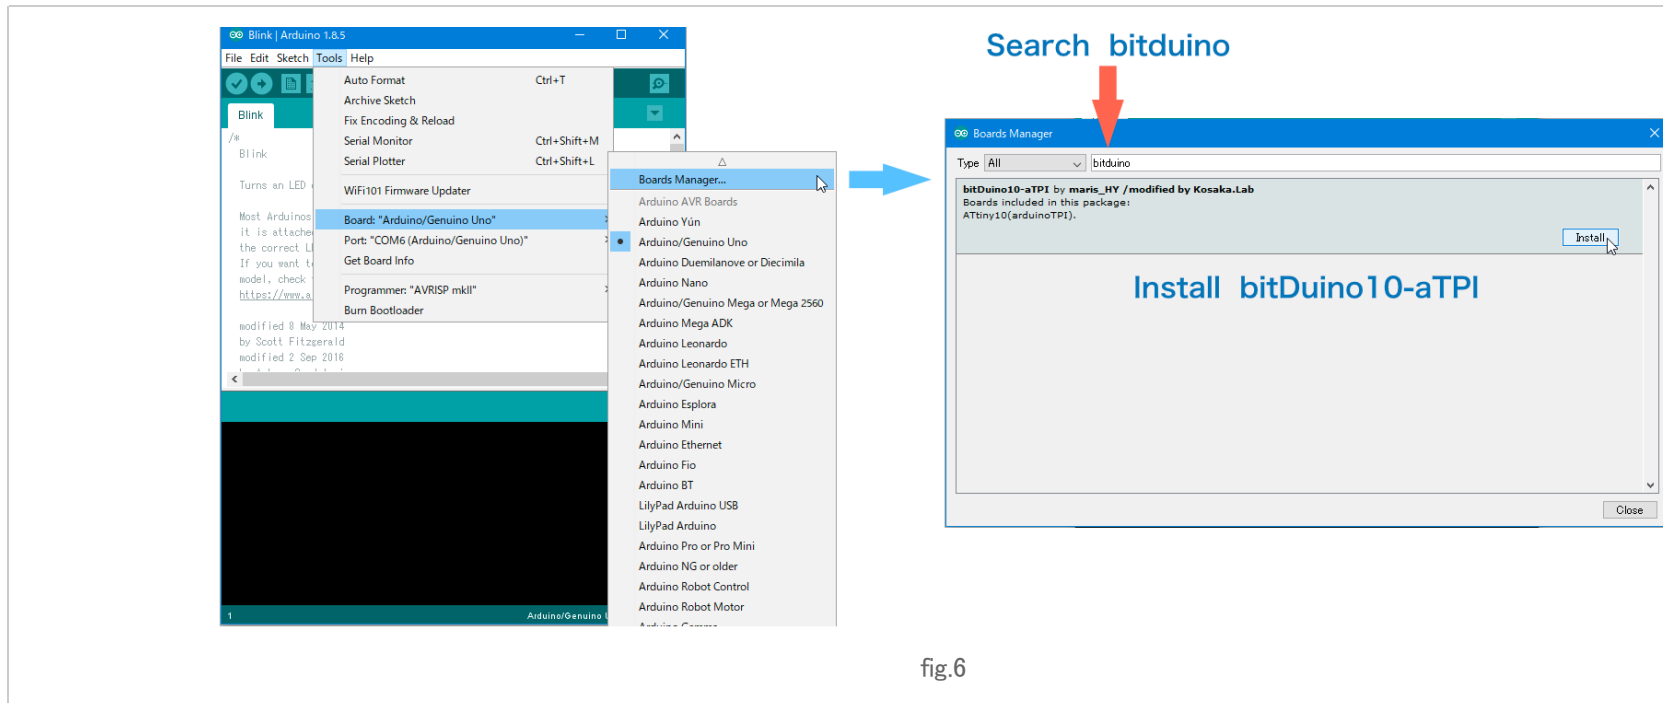 Blink | Arduino 1.8.5
File Edit Sketch Tools Help
Blink
/*
Blink
Turns an LED
Most Arduinos
it is attache
the correct L
If you want t
model, check
https://www.a
modified 8 May 2014
by Scott Fitzgerald
modified 2 Sep 2016
1
Arduino/Genuino
Auto Format Ctrl+T
Archive Sketch
Fix Encoding & Reload
Serial Monitor Ctrl+Shift+M
Serial Plotter Ctrl+Shift+L
WiFi101 Firmware Updater
Board: "Arduino/Genuino Uno"
Port: "COM6 (Arduino/Genuino Uno)"
Get Board Info
Programmer: "AVRISP mkII"
Burn Bootloader
Boards Manager...
Arduino AVR Boards
Arduino Yún
Arduino/Genuino Uno
Arduino Duemilanove or Diecimila
Arduino Nano
Arduino/Genuino Mega or Mega 2560
Arduino Mega ADK
Arduino Leonardo
Arduino Leonardo ETH
Arduino/Genuino Micro
Arduino Esplora
Arduino Mini
Arduino Ethernet
Arduino Fio
Arduino BT
LilyPad Arduino USB
LilyPad Arduino
Arduino Pro or Pro Mini
Arduino NG or older
Arduino Robot Control
Arduino Robot Motor
Search bitduino
Boards Manager
Type All bitduino
bitDuino10-aTPI by maris_HY /modified by Kosaka.Lab
Boards included in this package:
ATtiny10(arduinoTPI).
Install
Install bitDuino10-aTPI
Close
fig.6